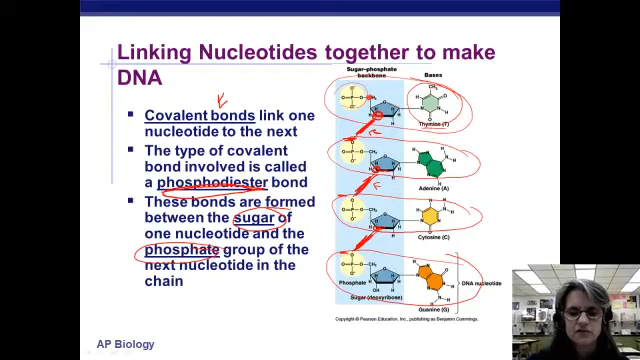 Linking Nucleotides together to make
DNA
Covalent bonds link one
nucleotide to the next
The type of covalent
bond involved is called
a phosphodiester bond
These bonds are formed
between the sugar of
one nucleotide and the
phosphate group of the
next nucleotide in the
chain
Sugar-phosphate
backbone
Bases
Thymine (T)
Adenine (A)
Cytosine (C)
Phosphate
Sugar (deoxyribose)
DNA nucleotide
Guanine (G)
Copyright © Pearson Education, Inc., publishing as Benjamin Cummings.
AP Biology